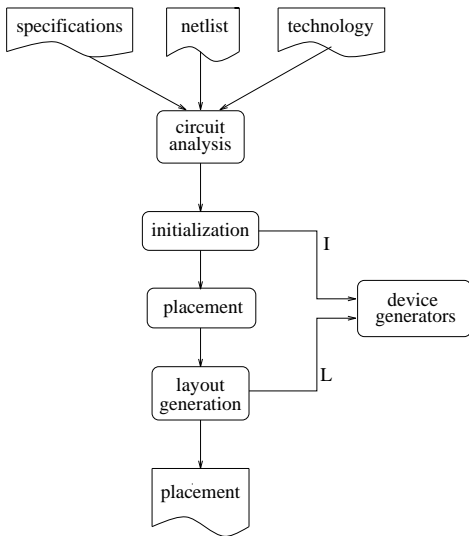 specifications
netlist
technology
circuit
analysis
initialization
I
placement
device
generators
layout
generation
L
placement